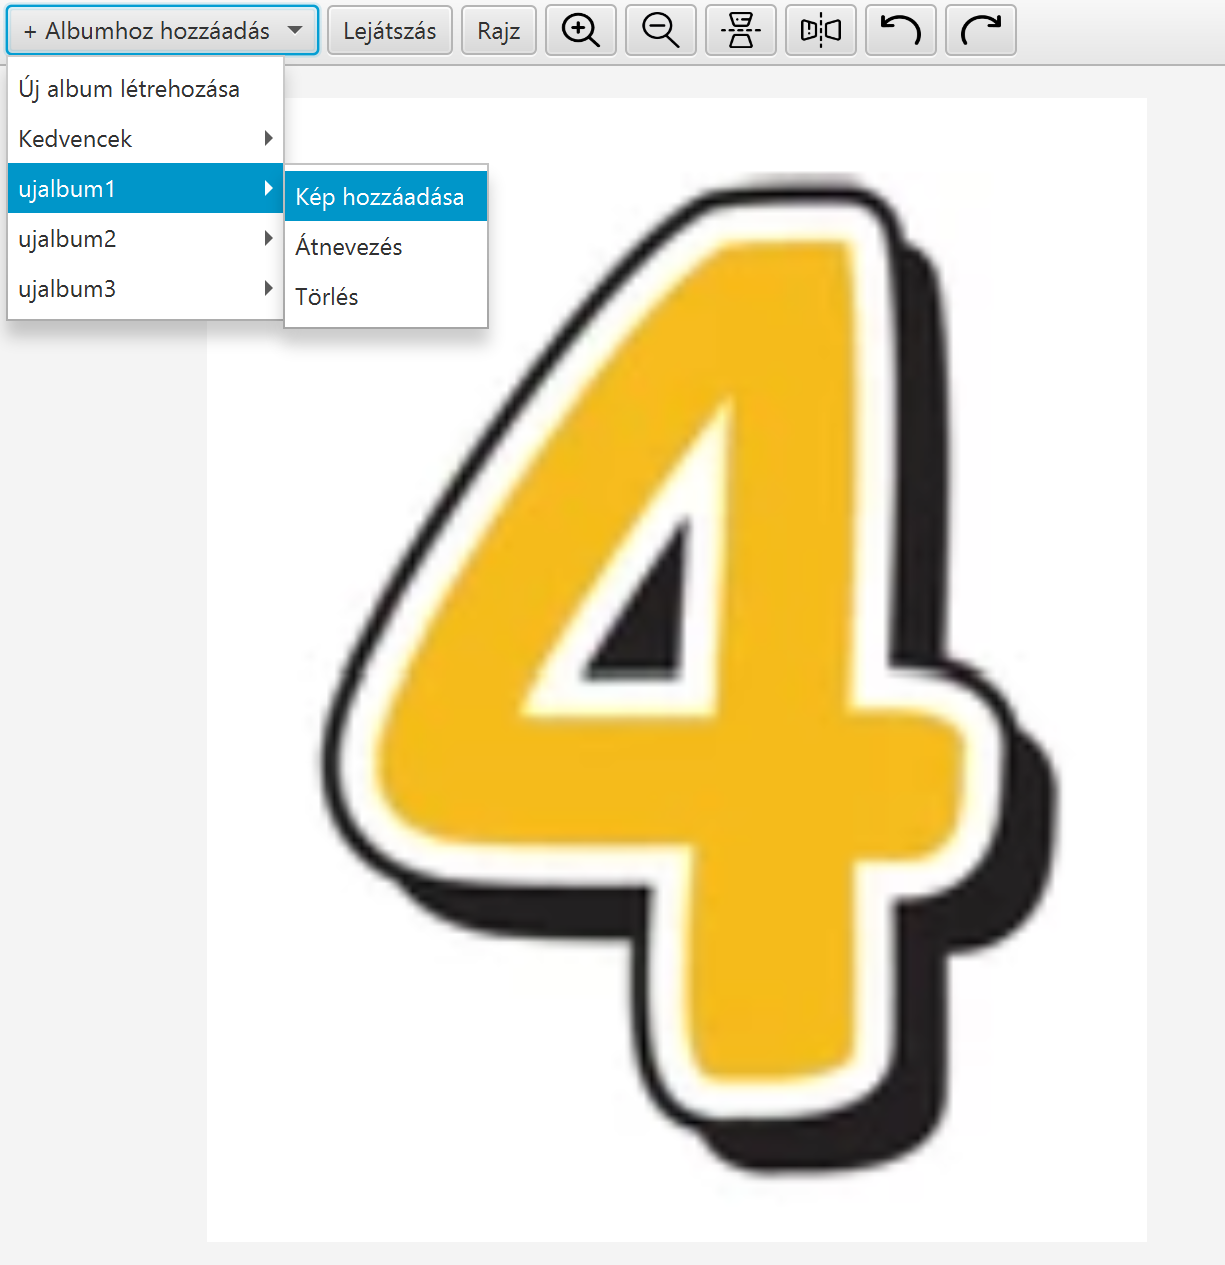 + Albumhoz hozzáadás
Lejátszás
Rajz
Új album létrehozása
Kedvencek
ujalbum1
ujalbum2
ujalbum3
Kép hozzáadása
Átnevezés
Törlés
4